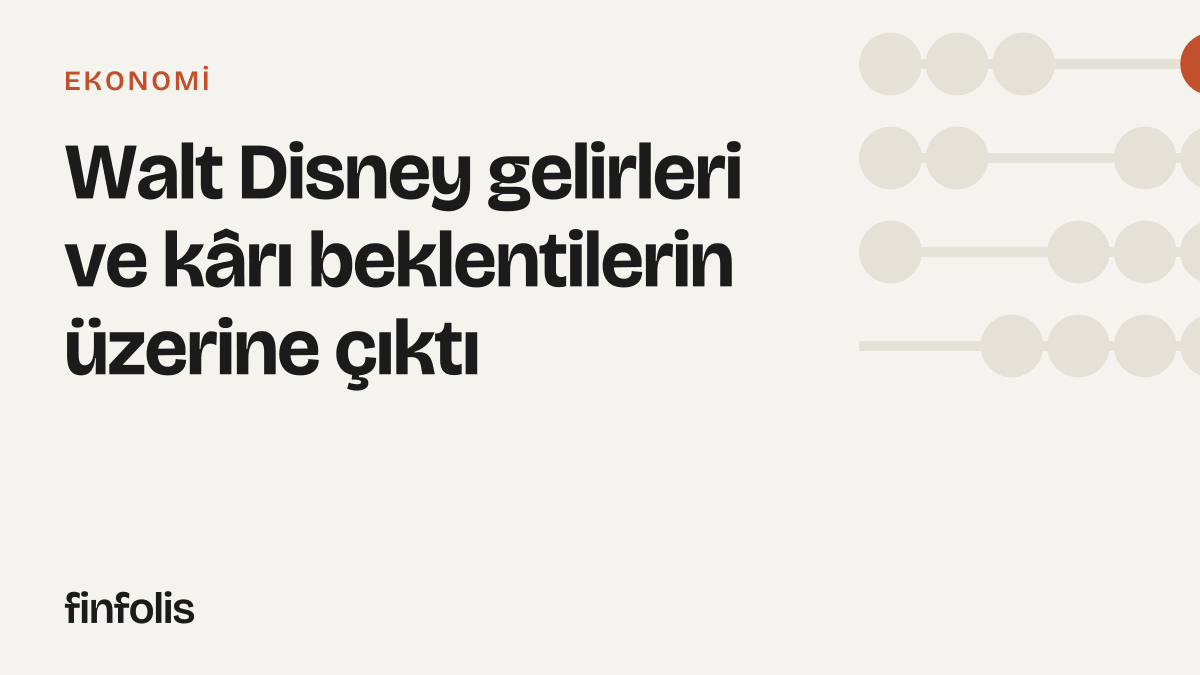 EKONOMİ
Walt Disney gelirleri
ve kârı beklentilerin
üzerine çıktı
finfolis